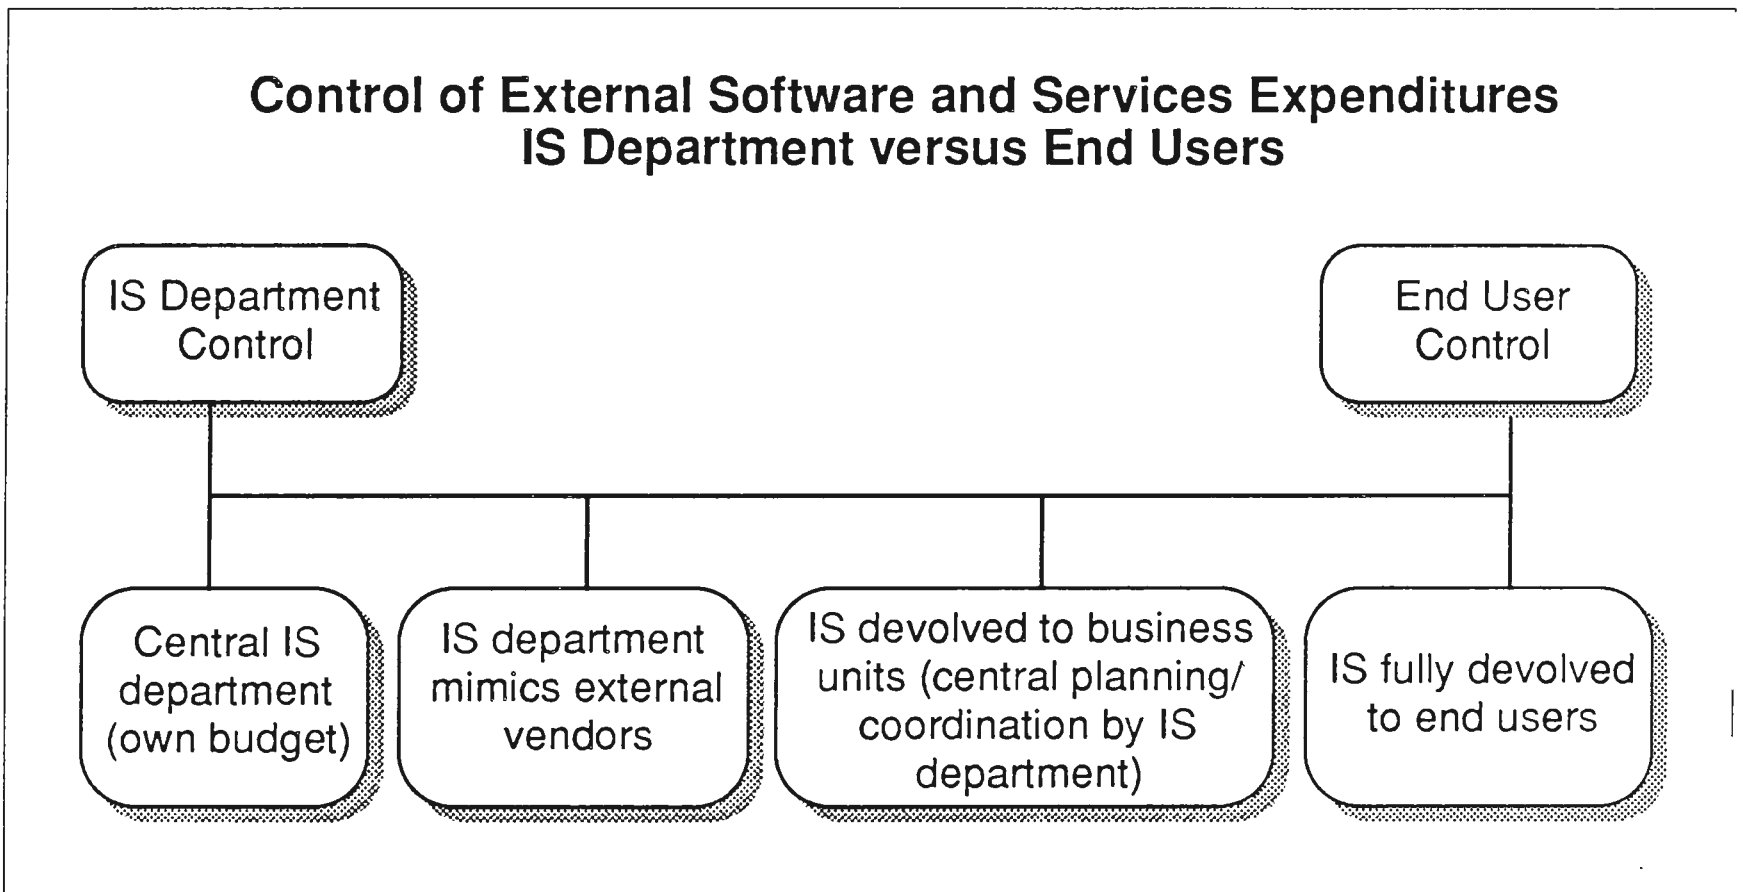 Control of External Software and Services Expenditures
IS Department versus End Users
IS Department
Control
End User
Control
Central IS
department
(own budget)
IS department
mimics external
vendors
IS devolved to business
units (central planning/
coordination by IS
department)
IS fully devolved
to end users